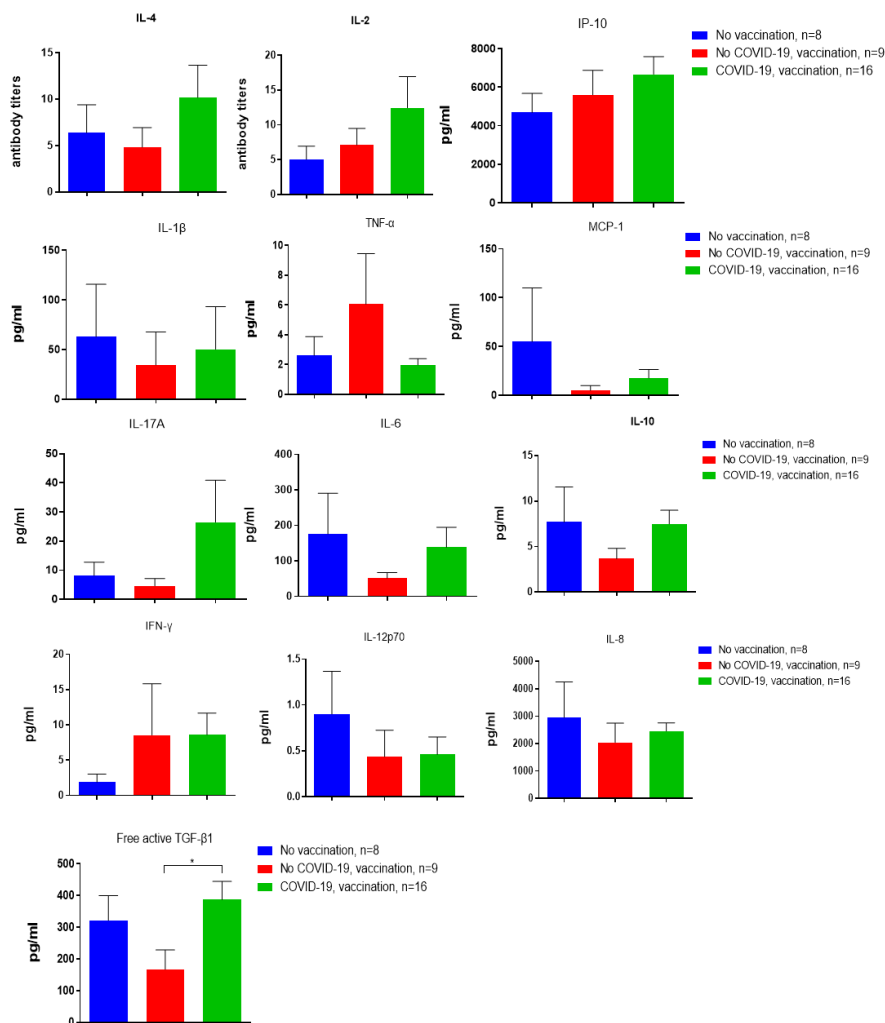 IL-4
antibody titers
15
10
5
0
IL-2
antibody titers
20
15
10
5
0
IP-10
pg/ml
8000
6000
4000
2000
0
No vaccination, n=8
No COVID-19, vaccination, n=9
COVID-19, vaccination, n=16
IL-1β
pg/ml
150
100
50
0
TNF-α
pg/ml
10
8
6
4
2
0
MCP-1
pg/ml
150
100
50
0
No vaccination, n=8
No COVID-19, vaccination, n=9
COVID-19, vaccination, n=16
IL-17A
pg/ml
50
40
30
20
10
0
IL-6
pg/ml
400
300
200
100
0
IL-10
pg/ml
15
10
5
0
No vaccination, n=8
No COVID-19, vaccination, n=9
COVID-19, vaccination, n=16
IFN-γ
pg/ml
20
15
10
5
0
IL-12p70
pg/ml
1.5
1.0
0.5
0.0
IL-8
pg/ml
5000
4000
3000
2000
1000
0
No vaccination, n=8
No COVID-19, vaccination, n=9
COVID-19, vaccination, n=16
Free active TGF-β1
pg/ml
500
400
300
200
100
0
*
No vaccination, n=8
No COVID-19, vaccination, n=9
COVID-19, vaccination, n=16